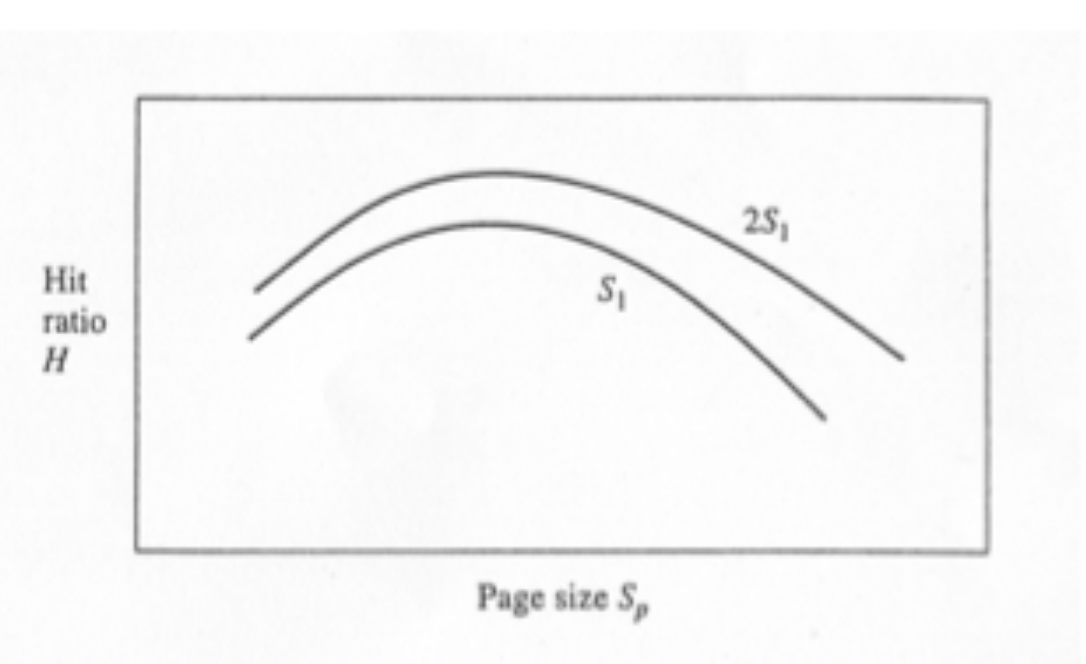 2S₁
S₁
Hit
ratio
H
Page size Sₚ